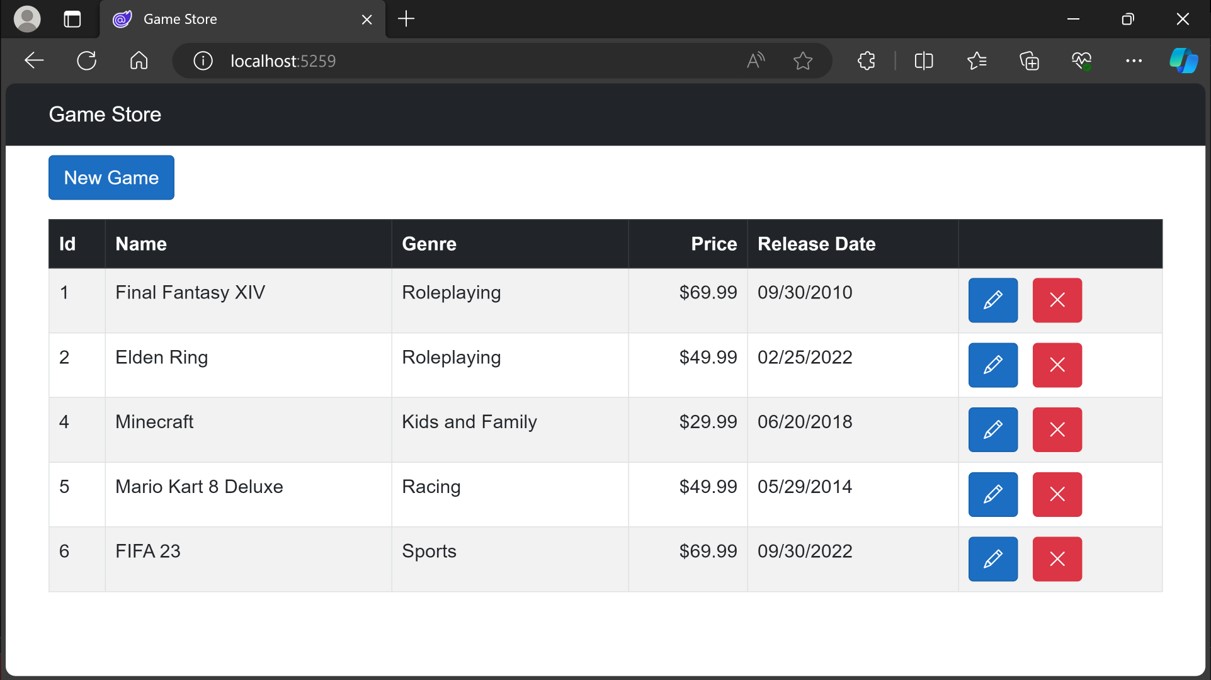 Game Store
localhost:5259
Game Store
New Game
Id Name Genre Price Release Date
1 Final Fantasy XIV Roleplaying $69.99 09/30/2010
2 Elden Ring Roleplaying $49.99 02/25/2022
4 Minecraft Kids and Family $29.99 06/20/2018
5 Mario Kart 8 Deluxe Racing $49.99 05/29/2014
6 FIFA 23 Sports $69.99 09/30/2022